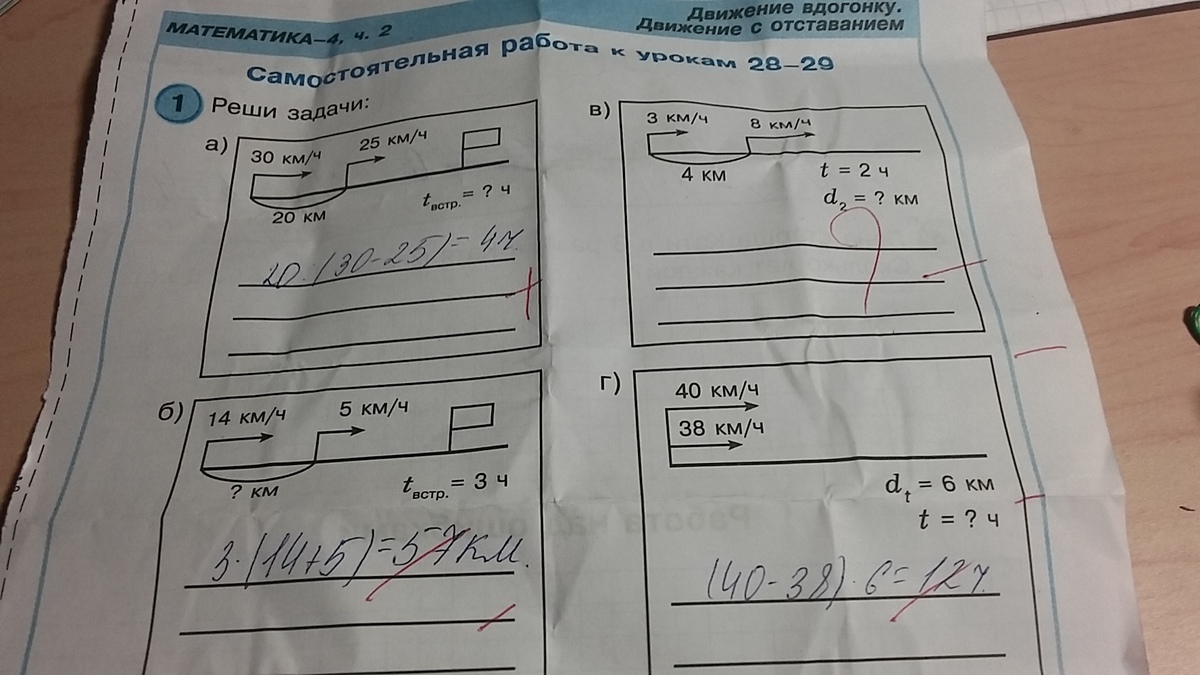 МАТЕМАТИКА–4, ч. 2
Движение вдогонку.
Движение с отставанием
Самостоятельная работа к урокам 28–29
1 Реши задачи:
а)
30 км/ч
25 км/ч
20 км
tвстр. = ? ч
20 : (30-25) = 4ч.
б)
14 км/ч
5 км/ч
? км
tвстр. = 3 ч
3·(14+5)=57км.
в)
3 км/ч
8 км/ч
4 км
t = 2 ч
d2 = ? км
?
г)
40 км/ч
38 км/ч
dt = 6 км
t = ? ч
(40-38)·6=12ч.